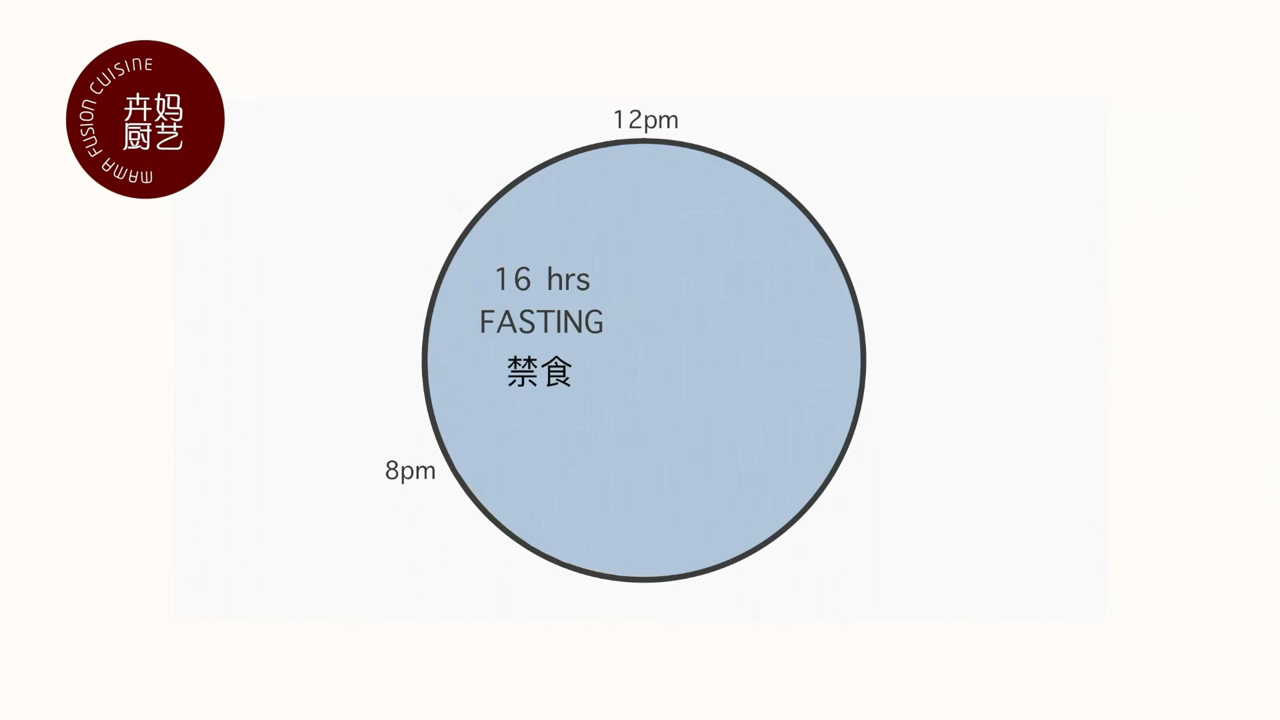 MAMA FUSION CUISINE
卉妈
厨艺
12pm
16 hrs
FASTING
禁食
8pm